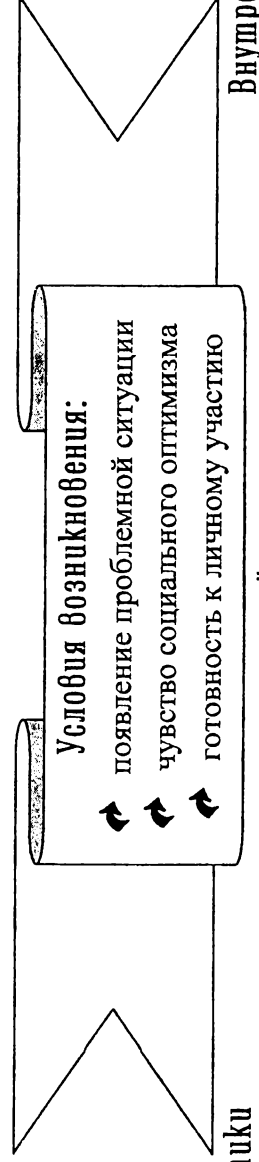 Условия возникновения:
появление проблемной ситуации
чувство социального оптимизма
готовность к личному участию